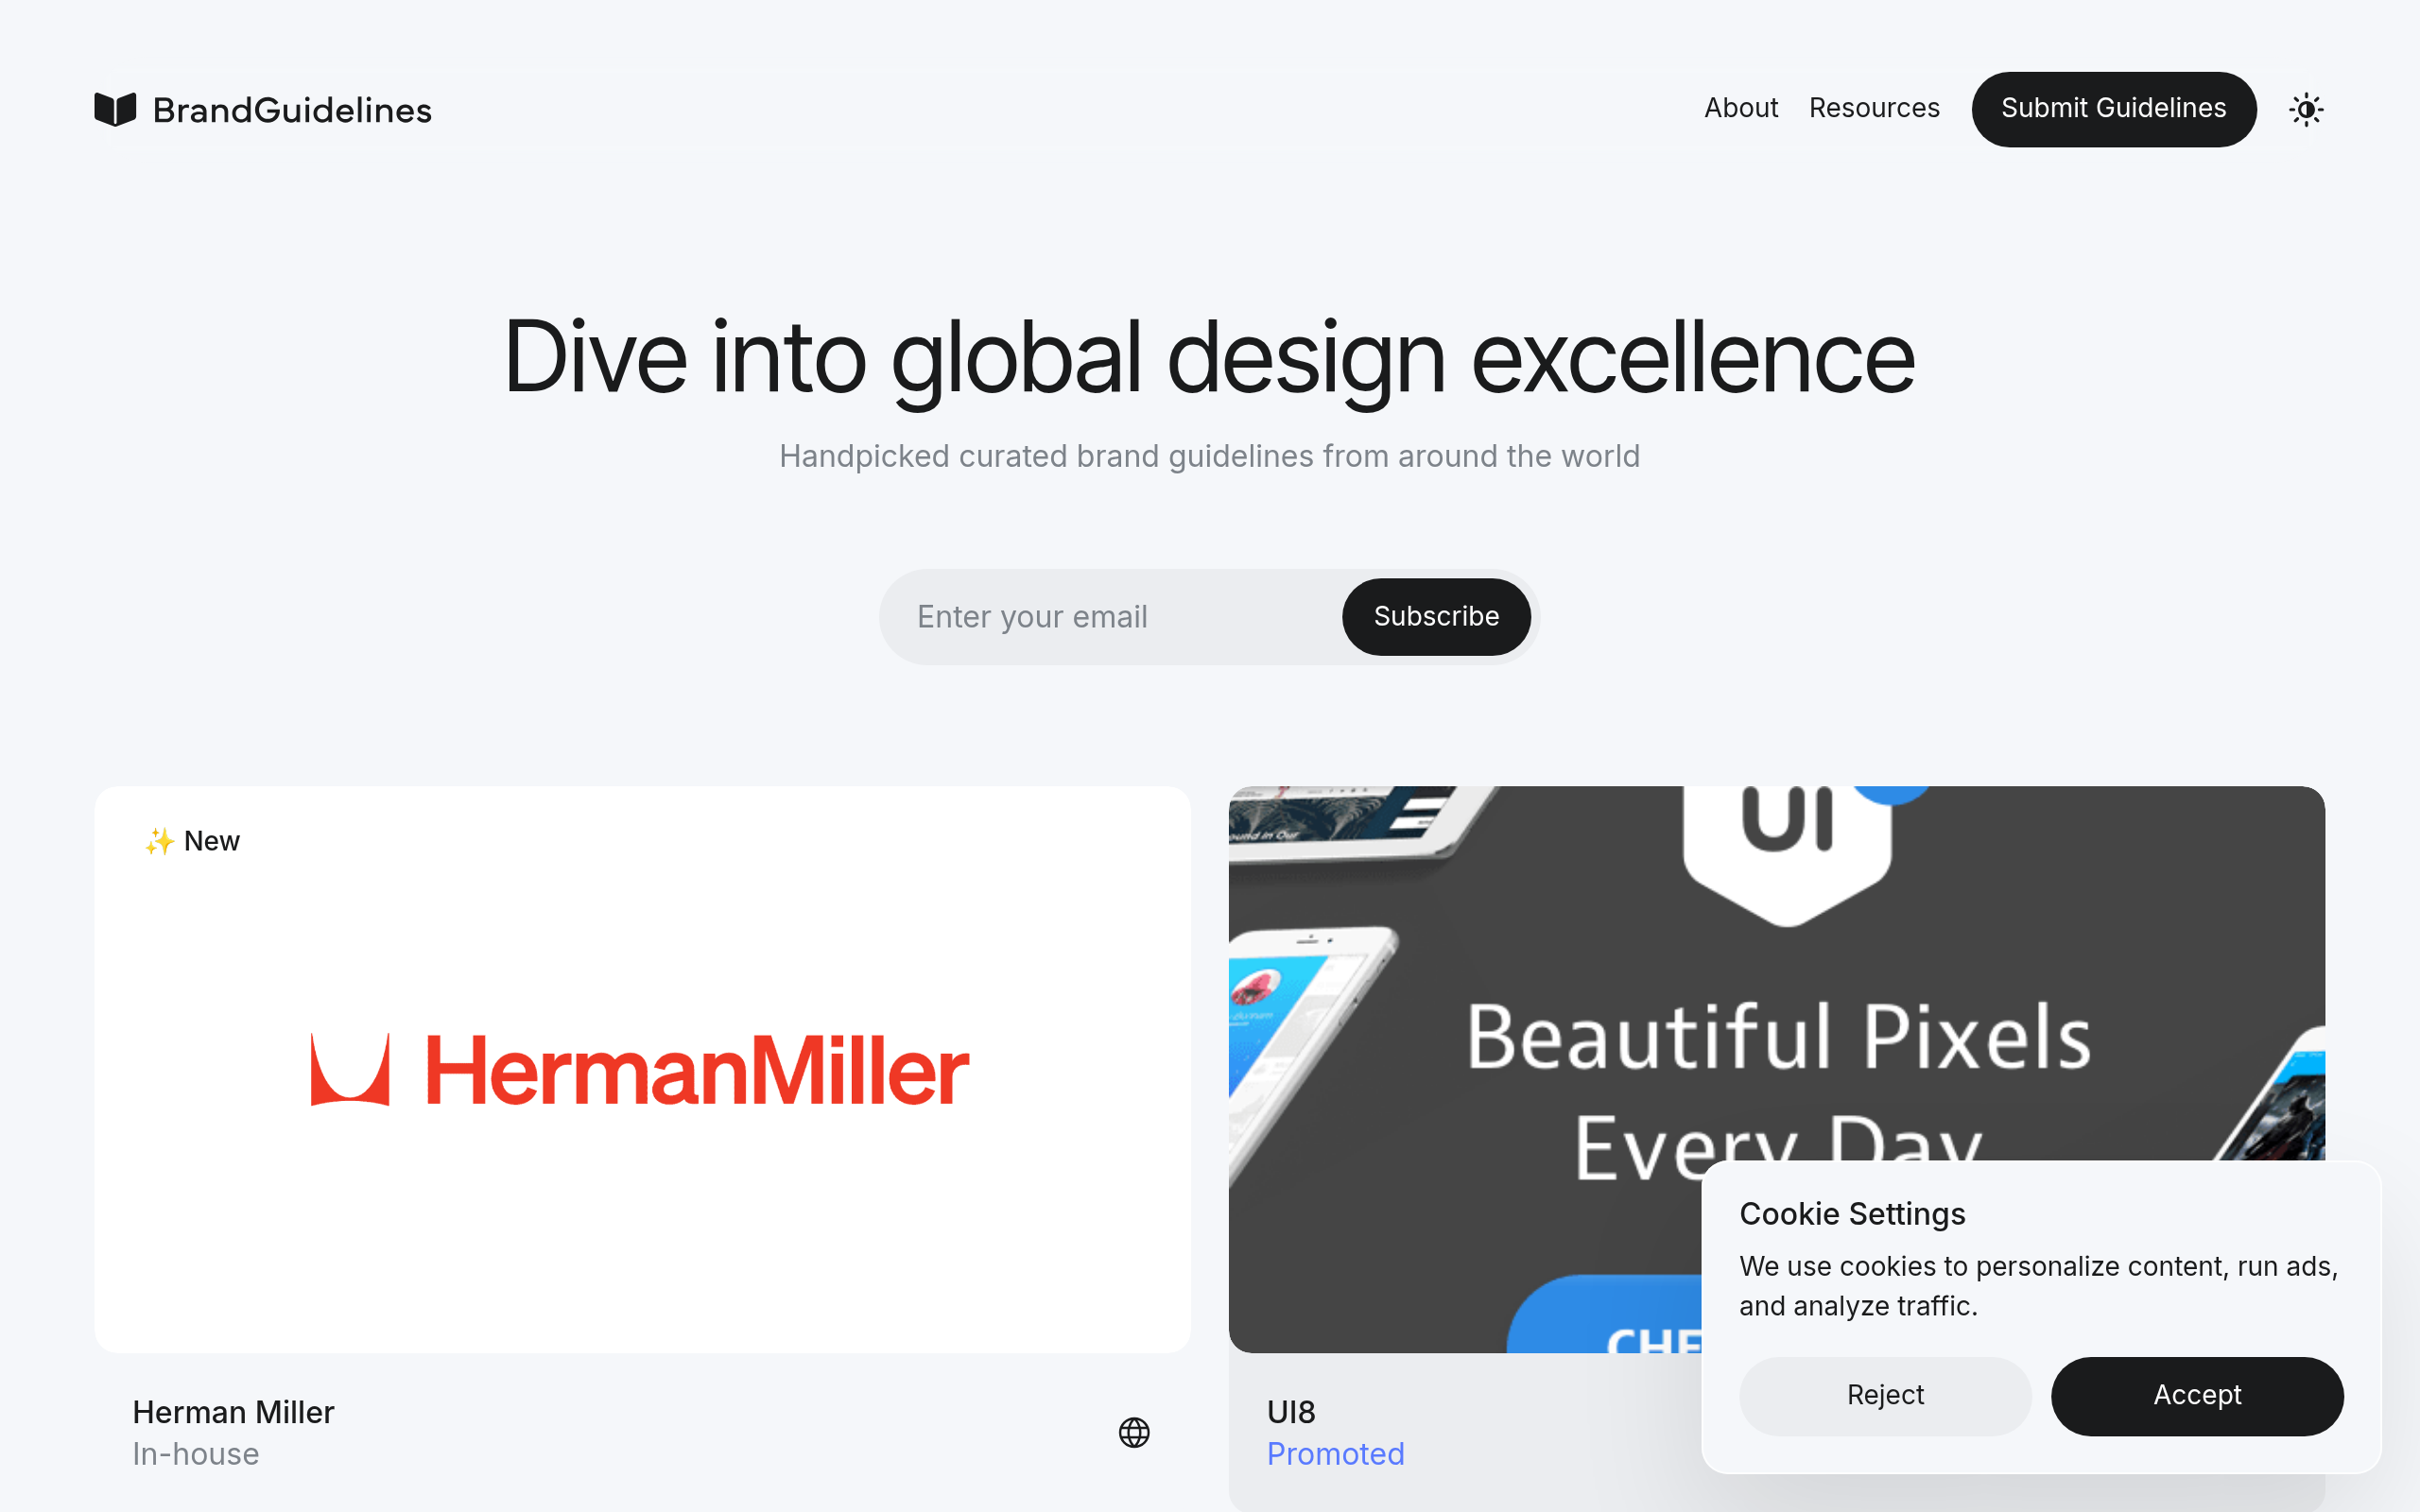 BrandGuidelines
About
Resources
Submit Guidelines
Dive into global design excellence
Handpicked curated brand guidelines from around the world
Enter your email
Subscribe
✨ New
HermanMiller
Herman Miller
In-house
UI
Beautiful Pixels
Every Day
UI8
Promoted
Cookie Settings
We use cookies to personalize content, run ads,
and analyze traffic.
Reject
Accept